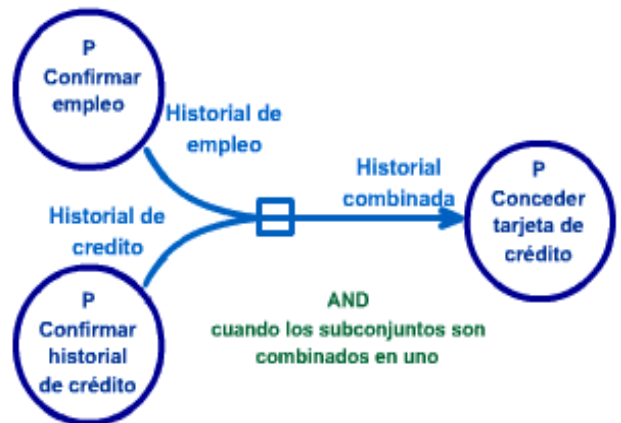 P
Confirmar
empleo
Historial de
empleo
Historial de
credito
Historial
combinada
P
Conceder
tarjeta de
crédito
P
Confirmar
historial
de crédito
AND
cuando los subconjuntos son
combinados en uno